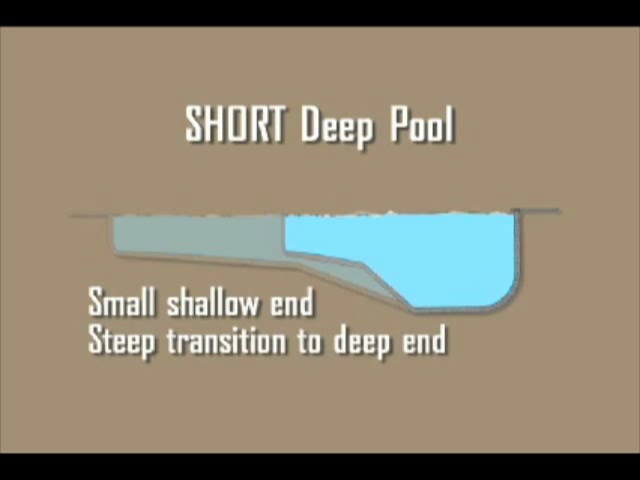 SHORT Deep Pool
Small shallow end
Steep transition to deep end